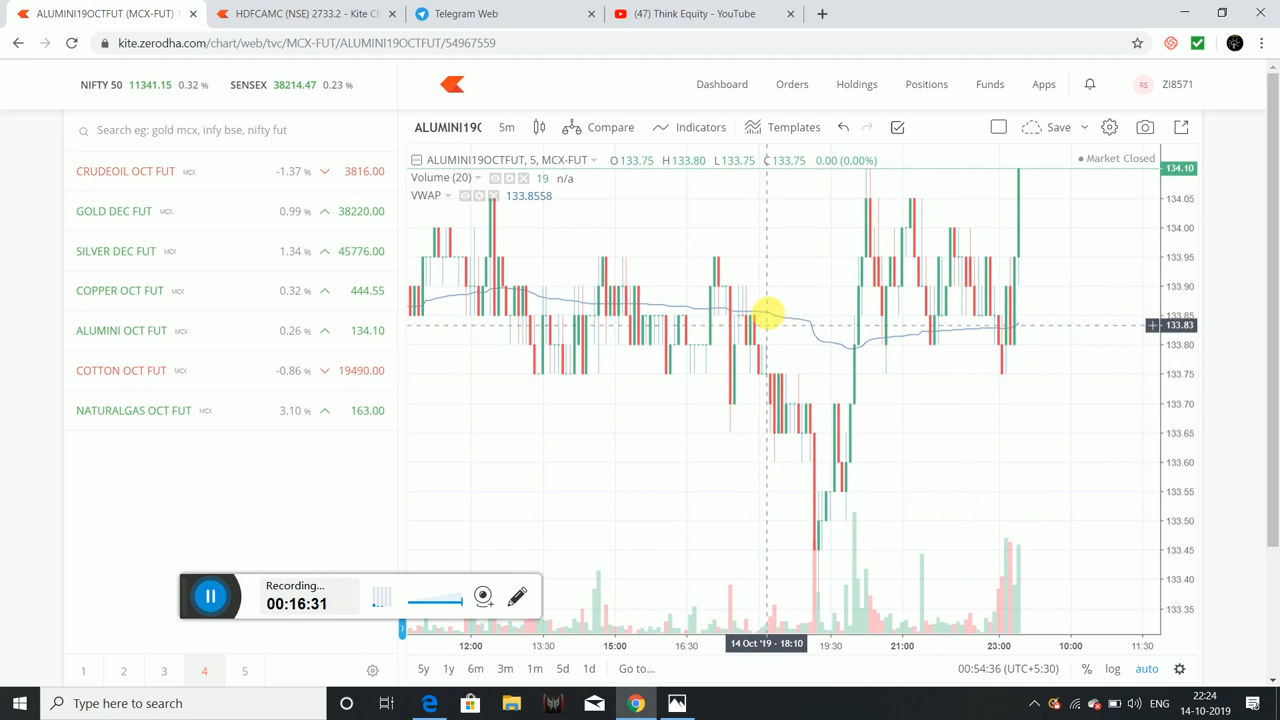 ALUMINI19OCTFUT (MCX-FUT) 1
HDFCAMC (NSE) 2733.2 - Kite C
Telegram Web
(47) Think Equity - YouTube
kite.zerodha.com/chart/web/tvc/MCX-FUT/ALUMINI19OCTFUT/54967559
NIFTY 50 11341.15 0.32 % SENSEX 38214.47 0.23 %
Dashboard Orders Holdings Positions Funds Apps RS ZI8571
Search eg: gold mcx, infy bse, nifty fut
ALUMINI19O 5m Compare Indicators Templates Save
CRUDEOIL OCT FUT MCX -1.37 % 3816.00
GOLD DEC FUT MCX 0.99 % 38220.00
SILVER DEC FUT MCX 1.34 % 45776.00
COPPER OCT FUT MCX 0.32 % 444.55
ALUMINI OCT FUT MCX 0.26 % 134.10
COTTON OCT FUT MCX -0.86 % 19490.00
NATURALGAS OCT FUT MCX 3.10 % 163.00
ALUMINI19OCTFUT, 5, MCX-FUT O 133.75 H 133.80 L 133.75 C 133.75 0.00 (0.00%)
Market Closed
Volume (20) 19 n/a
VWAP 133.8558
134.10
134.05
134.00
133.95
133.90
133.85
133.83
133.80
133.75
133.70
133.65
133.60
133.55
133.50
133.45
133.40
133.35
Recording...
00:16:31
12:00 13:30 15:00 16:30 14 Oct '19 - 18:10 19:30 21:00 23:00 10:00 11:30
1 2 3 4 5
5y 1y 6m 3m 1m 5d 1d Go to... 00:54:36 (UTC+5:30) % log auto
Type here to search
ENG
22:24
14-10-2019